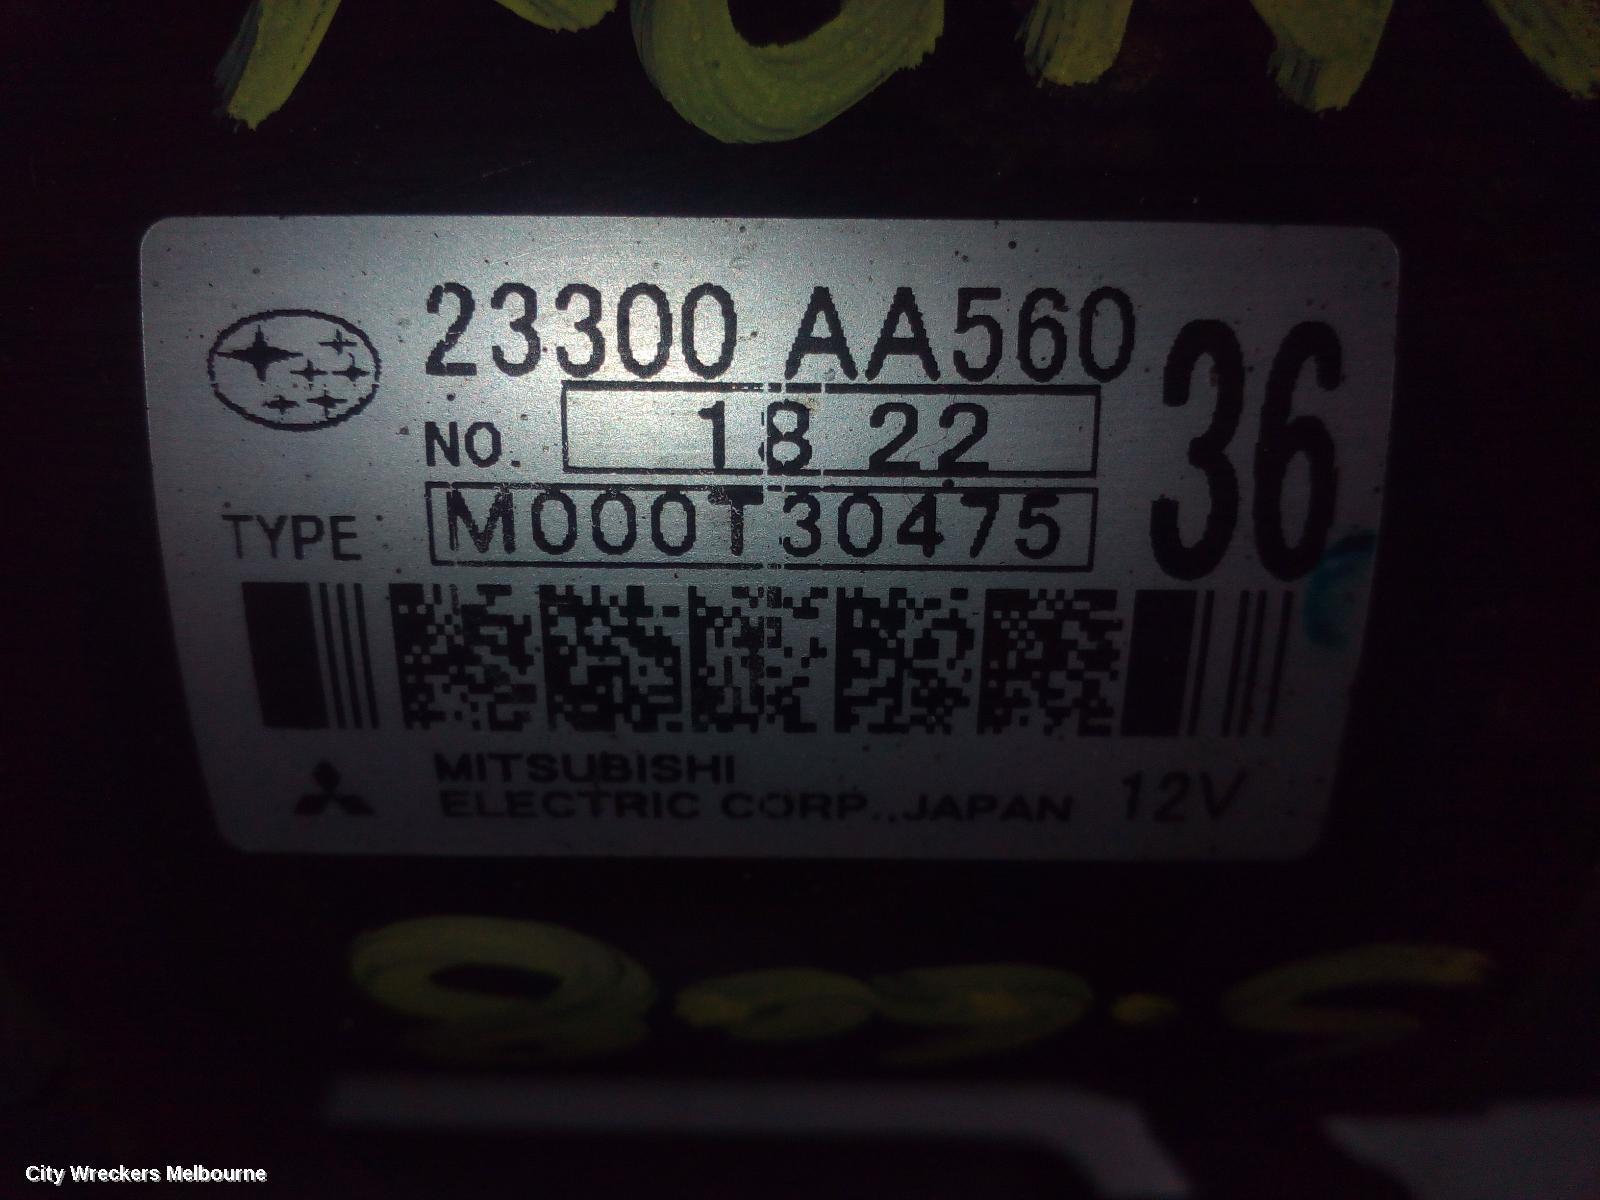 23300 AA560
36
NO. 18 22
TYPE M000T30475
MITSUBISHI
ELECTRIC CORP., JAPAN 12V
City Wreckers Melbourne